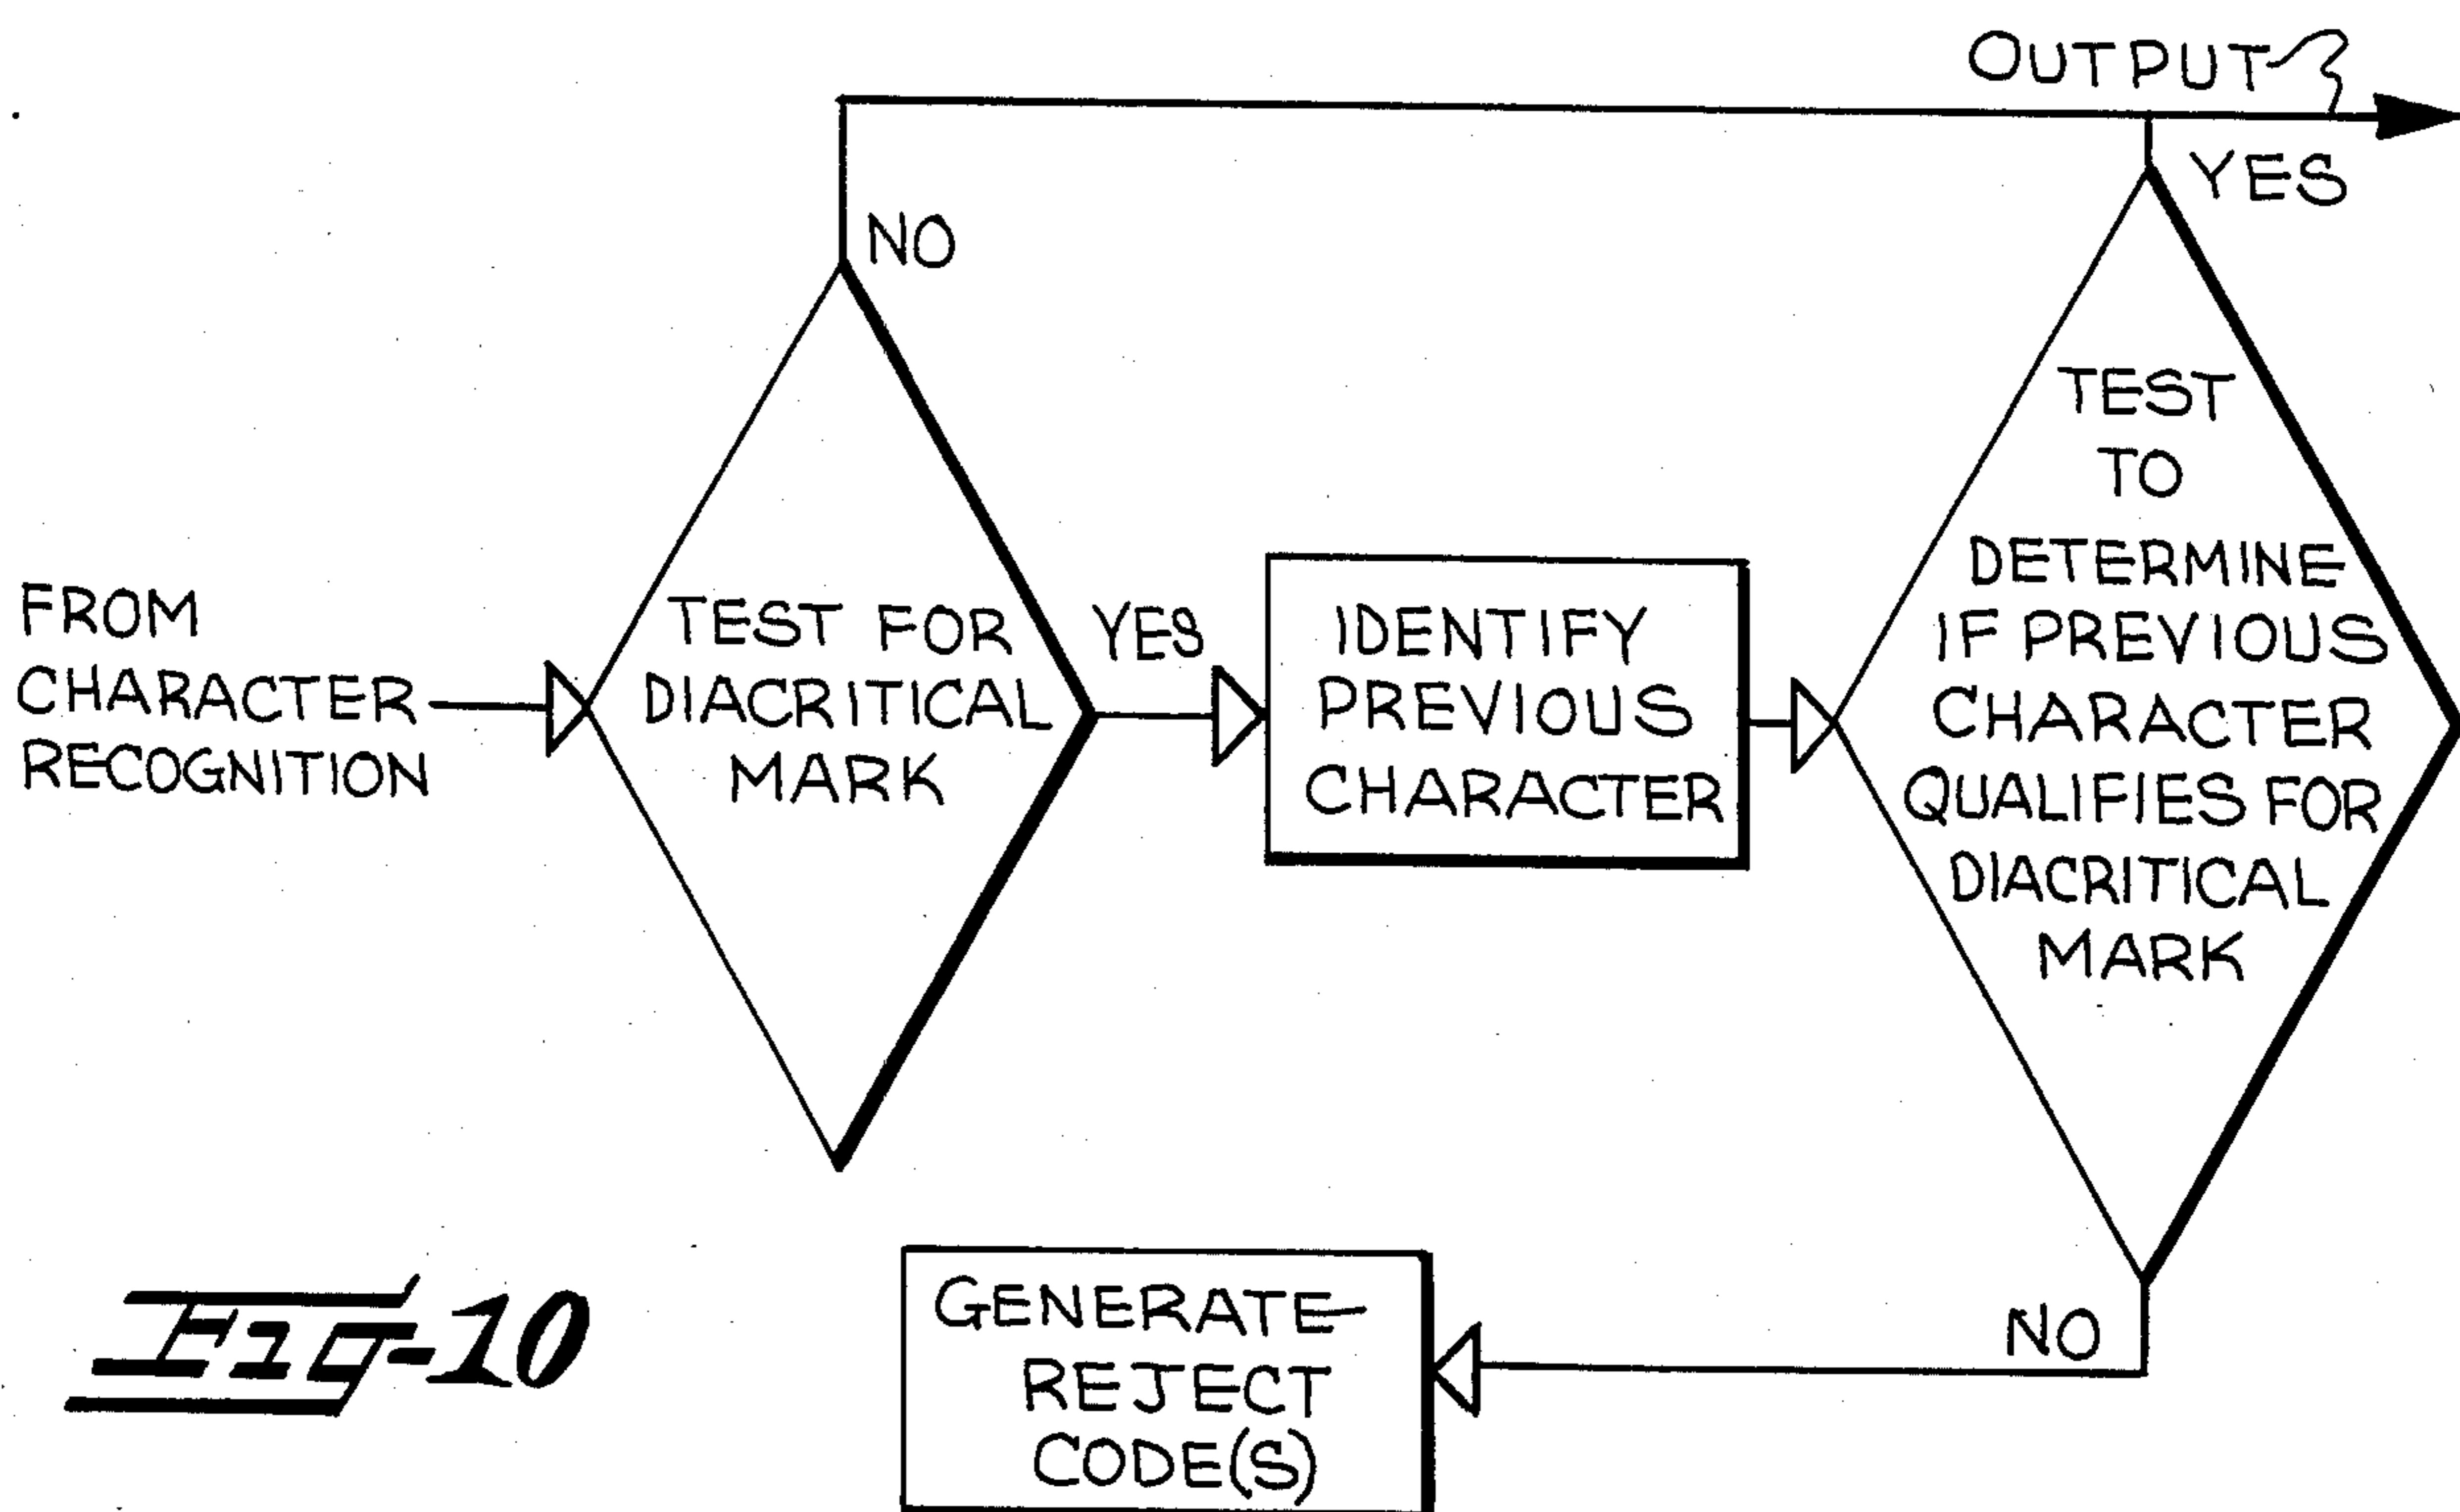 OUTPUT
YES
NO
FROM
CHARACTER
RECOGNITION
TEST FOR
DIACRITICAL
MARK
YES
IDENTIFY
PREVIOUS
CHARACTER
TEST
TO
DETERMINE
IF PREVIOUS
CHARACTER
QUALIFIES FOR
DIACRITICAL
MARK
NO
GENERATE
REJECT
CODE(S)
Fig-10